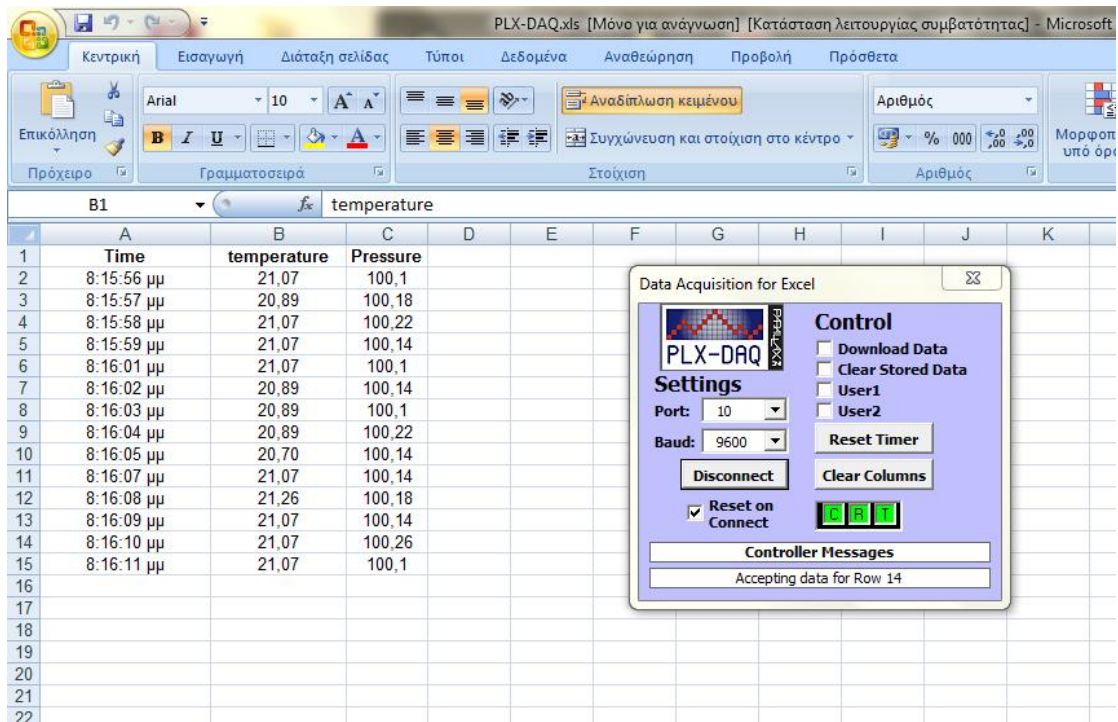 PLX-DAQ.xls [Μόνο για ανάγνωση] [Κατάσταση λειτουργίας συμβατότητας] - Microsoft
Κεντρική Εισαγωγή Διάταξη σελίδας Τύποι Δεδομένα Αναθεώρηση Προβολή Πρόσθετα
Arial 10 Αναδίπλωση κειμένου Αριθμός
Επικόλληση B I U A Συγχώνευση και στοίχιση στο κέντρο % 000 Μορφοπ
υπό όρο
Πρόχειρο Γραμματοσειρά Στοίχιση Αριθμός
B1 fx temperature
A B C D E F G H I J K
1 Time temperature Pressure
2 8:15:56 μμ 21,07 100,1
3 8:15:57 μμ 20,89 100,18
4 8:15:58 μμ 21,07 100,22
5 8:15:59 μμ 21,07 100,14
6 8:16:01 μμ 21,07 100,1
7 8:16:02 μμ 20,89 100,14
8 8:16:03 μμ 20,89 100,1
9 8:16:04 μμ 20,89 100,22
10 8:16:05 μμ 20,70 100,14
11 8:16:07 μμ 21,07 100,14
12 8:16:08 μμ 21,26 100,18
13 8:16:09 μμ 21,07 100,14
14 8:16:10 μμ 21,07 100,26
15 8:16:11 μμ 21,07 100,1
16
17
18
19
20
21
22
Data Acquisition for Excel
PLX-DAQ
PARALLAX
Settings
Port: 10
Baud: 9600
Disconnect
Reset on
Connect
Control
Download Data
Clear Stored Data
User1
User2
Reset Timer
Clear Columns
C R T
Controller Messages
Accepting data for Row 14